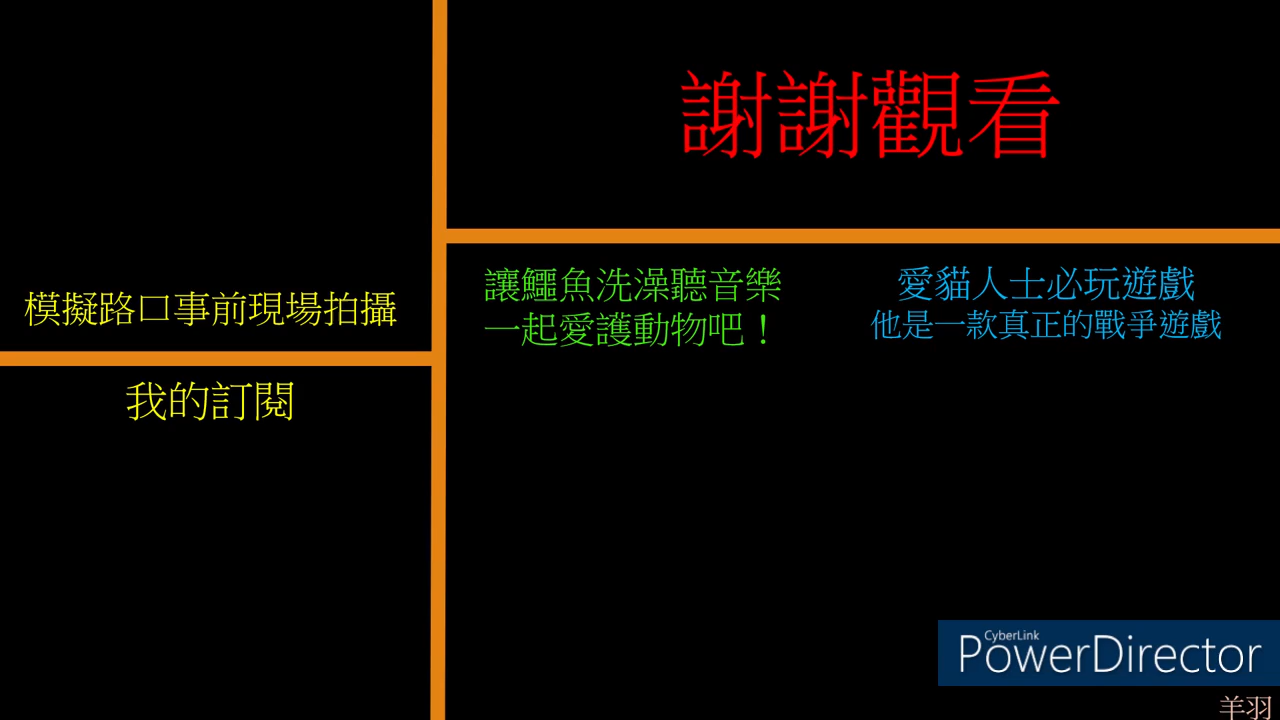 謝謝觀看
模擬路口事前現場拍攝
我的訂閱
讓鱷魚洗澡聽音樂
一起愛護動物吧！
愛貓人士必玩遊戲
他是一款真正的戰爭遊戲
CyberLink
PowerDirector
羊羽